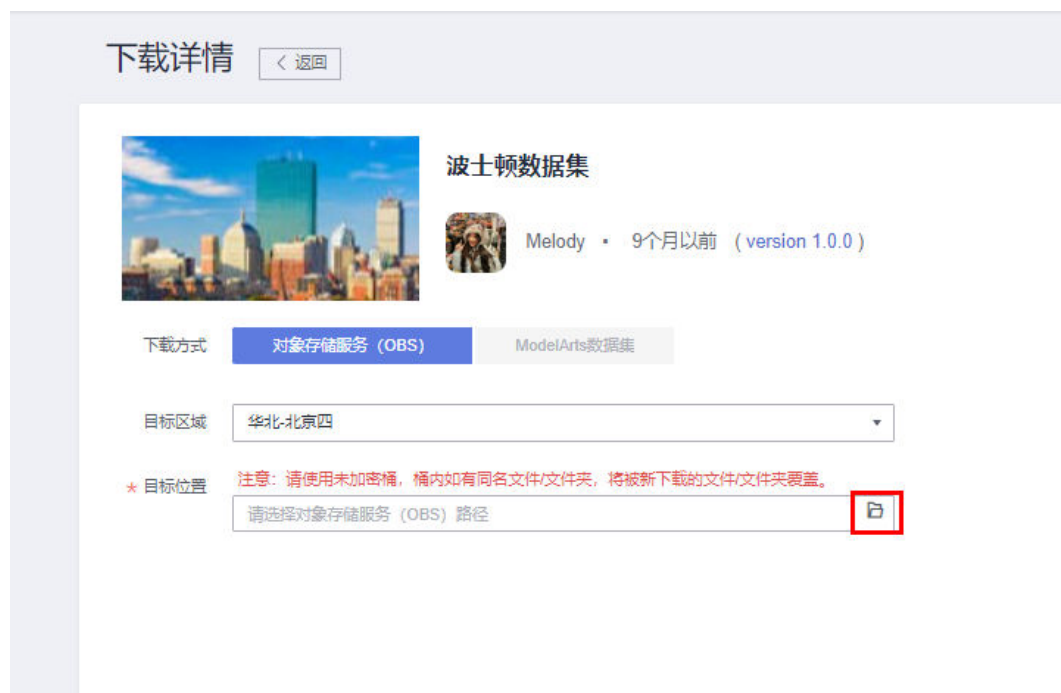 下载详情 < 返回
波士顿数据集
Melody • 9个月以前 ( version 1.0.0 )
下载方式 对象存储服务（OBS） ModelArts数据集
目标区域 华北-北京四
注意：请使用未加密桶，桶内如有同名文件/文件夹，将被新下载的文件/文件夹覆盖。
* 目标位置
请选择对象存储服务（OBS）路径